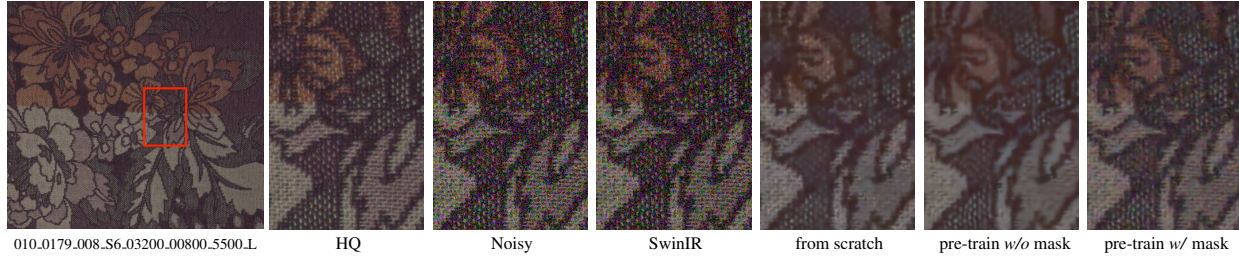 010_0179_008_S6_03200_00800_5500_L HQ Noisy SwinIR from scratch pre-train w/o mask pre-train w/ mask